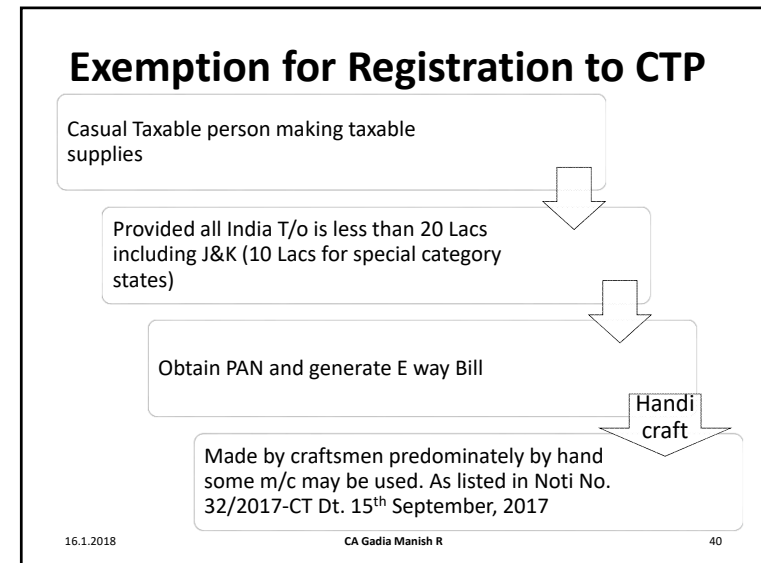 Exemption for Registration to CTP
Casual Taxable person making taxable
supplies
Provided all India T/o is less than 20 Lacs
including J&K (10 Lacs for special category
states)
Obtain PAN and generate E way Bill
Handi
craft
Made by craftsmen predominately by hand
some m/c may be used. As listed in Noti No.
32/2017-CT Dt. 15th September, 2017
16.1.2018 CA Gadia Manish R 40